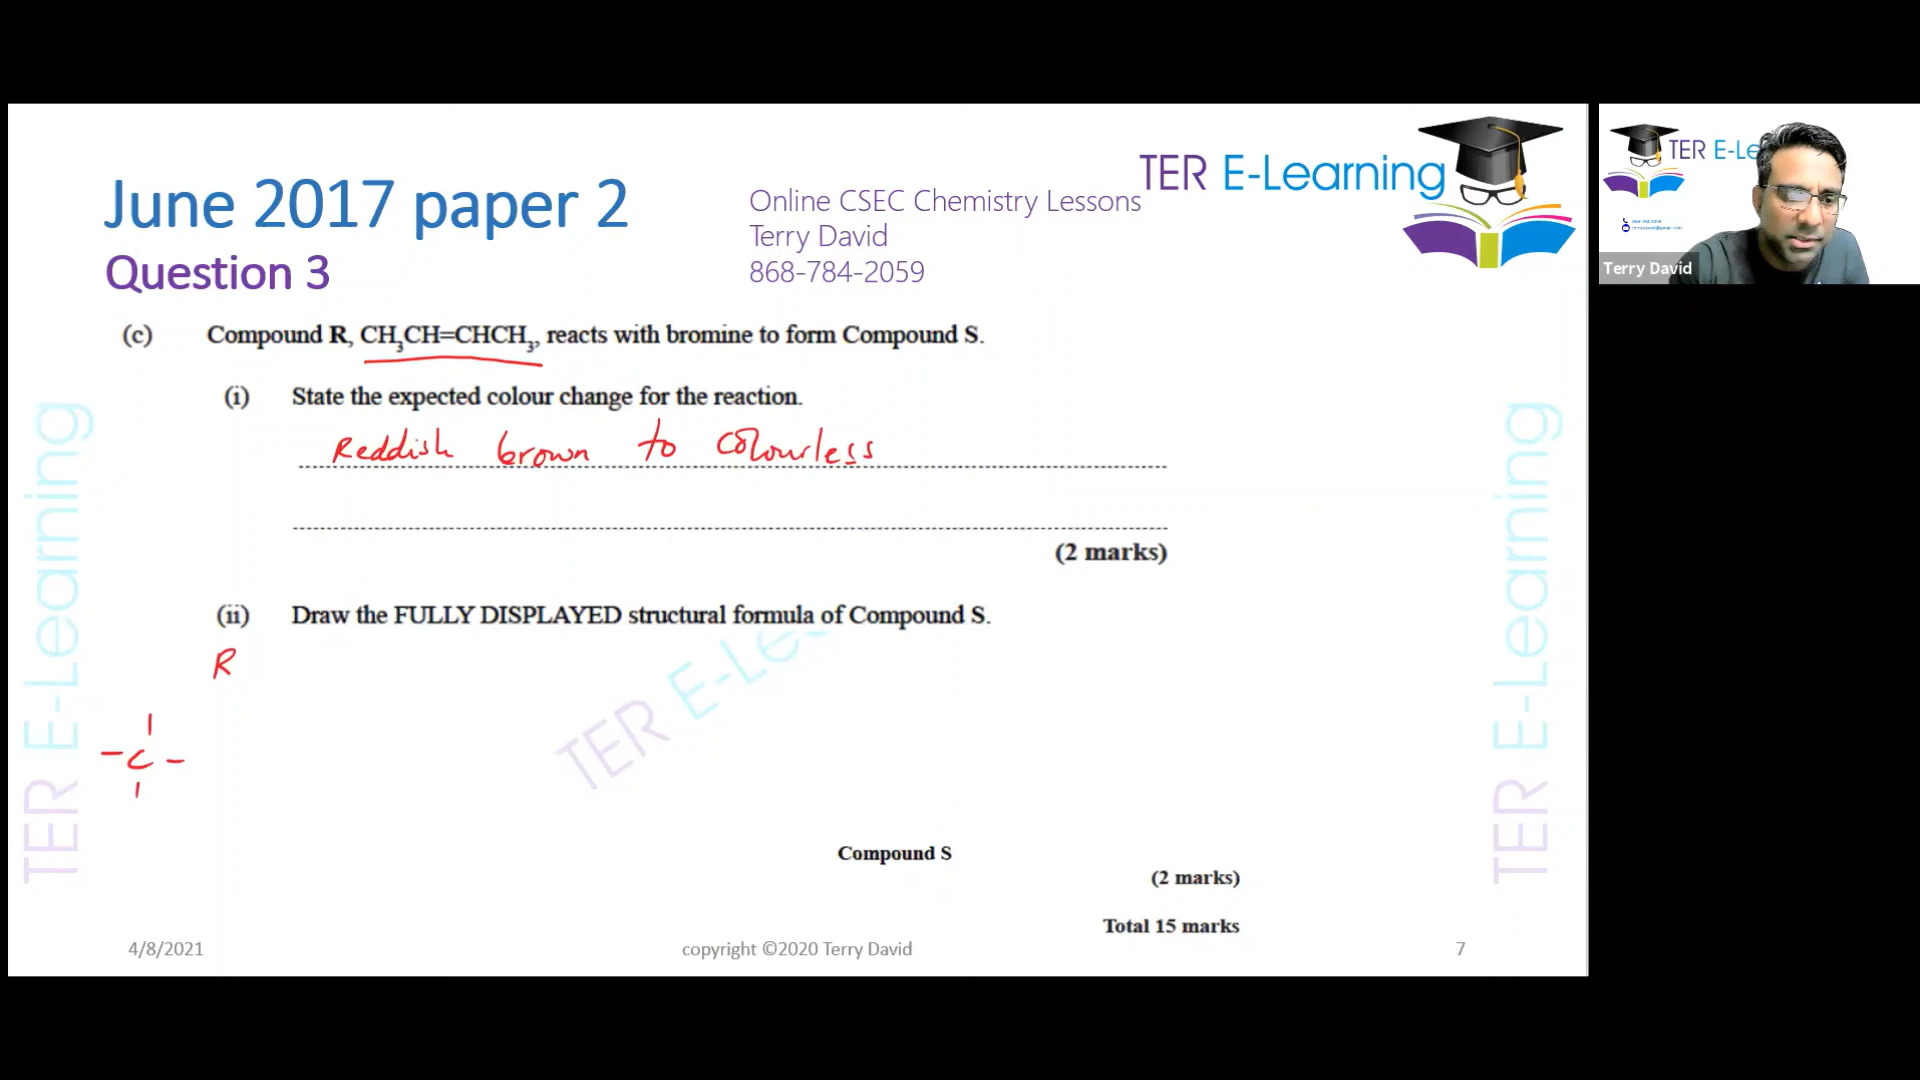 June 2017 paper 2
Question 3
Online CSEC Chemistry Lessons
Terry David
868-784-2059
TER E-Learning
TER E-Le
Terry David
(c) Compound R, CH₃CH=CHCH₃, reacts with bromine to form Compound S.
(i) State the expected colour change for the reaction.
Reddish brown to colourless
(2 marks)
(ii) Draw the FULLY DISPLAYED structural formula of Compound S.
R
-C-
TER E-Learning
TER E-Lea
TER E-Learning
Compound S
(2 marks)
Total 15 marks
4/8/2021
copyright ©2020 Terry David
7